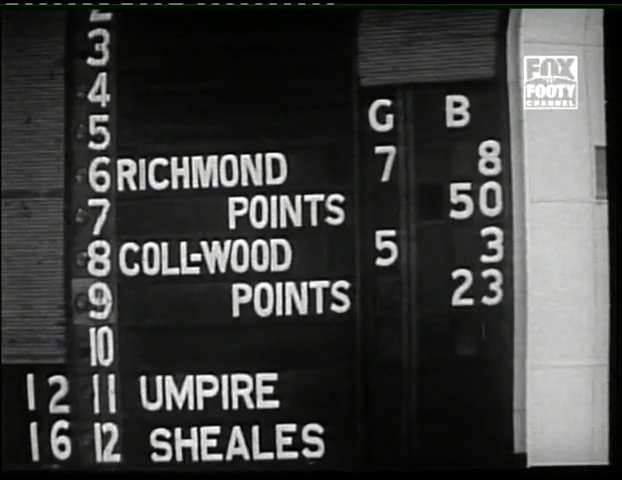 FOX
FOOTY
CHANNEL
3
4
5 G B
6 RICHMOND 7 8
7 POINTS 50
8 COLL-WOOD 5 3
9 POINTS 23
10
12 11 UMPIRE
16 12 SHEALES